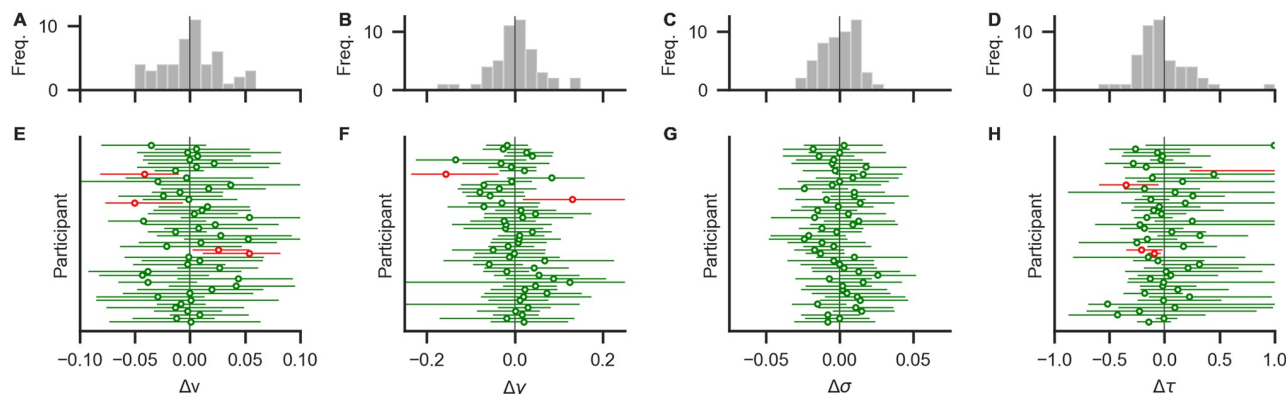 A
B
C
D
Freq.
10
0
Freq.
10
0
Freq.
10
0
Freq.
10
0
E
F
G
H
Participant
Participant
Participant
Participant
−0.10 −0.05 0.00 0.05 0.10
−0.2 0.0 0.2
−0.05 0.00 0.05
−1.0 −0.5 0.0 0.5 1.0
Δν
Δγ
Δσ
Δτ